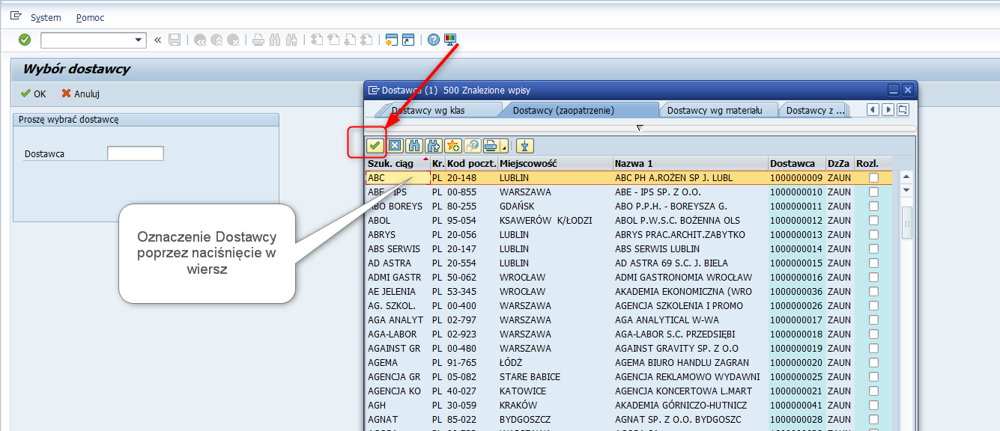 System Pomoc
Wybór dostawcy
OK Anuluj
Proszę wybrać dostawcę
Dostawca
Oznaczenie Dostawcy
poprzez naciśnięcie w
wiersz
Dostawca (1) 500 Znalezione wpisy
Dostawcy wg klas Dostawcy (zaopatrzenie) Dostawcy wg materiału Dostawcy z ...
Szuk. ciąg Kr. Kod poczt. Miejscowość Nazwa 1 Dostawca DzZa Rozl.
ABC PL 20-148 LUBLIN ABC PH A.ROŻEN SP J. LUBL 1000000009 ZAUN
ABE - IPS PL 00-855 WARSZAWA ABE - IPS SP. Z O.O. 1000000010 ZAUN
ABO BOREYS PL 80-255 GDAŃSK ABO P.P.H. - BOREYSZA G. 1000000011 ZAUN
ABOL PL 95-054 KSAWERÓW K/ŁODZI ABOL P.W.S.C. BOŻENNA OLS 1000000012 ZAUN
ABRYS PL 20-056 LUBLIN ABRYS PRAC.ARCHIT.ZABYTKO 1000000013 ZAUN
ABS SERWIS PL 20-147 LUBLIN ABS SERWIS LUBLIN 1000000014 ZAUN
AD ASTRA PL 20-554 LUBLIN AD ASTRA 69 S.C. J. BIELA 1000000015 ZAUN
ADMI GASTR PL 50-062 WROCŁAW ADMI GASTRONOMIA WROCŁAW 1000000016 ZAUN
AE JELENIA PL 53-345 WROCŁAW AKADEMIA EKONOMICZNA (WRO 1000000036 ZAUN
AG. SZKOL. PL 00-400 WARSZAWA AGENCJA SZKOLENIA I PROMO 1000000026 ZAUN
AGA ANALYT PL 02-797 WARSZAWA AGA ANALYTICAL W-WA 1000000017 ZAUN
AGA-LABOR PL 02-923 WARSZAWA AGA-LABOR S.C. PRZEDSIĘBI 1000000018 ZAUN
AGAINST GR PL 00-480 WARSZAWA AGAINST GRAVITY SP. Z O.O 1000000019 ZAUN
AGEMA PL 91-765 ŁÓDŹ AGEMA BIURO HANDLU ZAGRAN 1000000020 ZAUN
AGENCJA GR PL 05-082 STARE BABICE AGENCJA REKLAMOWO WYDAWNI 1000000025 ZAUN
AGENCJA KO PL 40-027 KATOWICE AGENCJA KONCERTOWA L.MART 1000000021 ZAUN
AGH PL 30-059 KRAKÓW AKADEMIA GÓRNICZO-HUTNICZ 1000000041 ZAUN
AGNAT PL 85-022 BYDGOSZCZ AGNAT SP. Z O.O. BYDGOSZC 1000000028 ZAUN